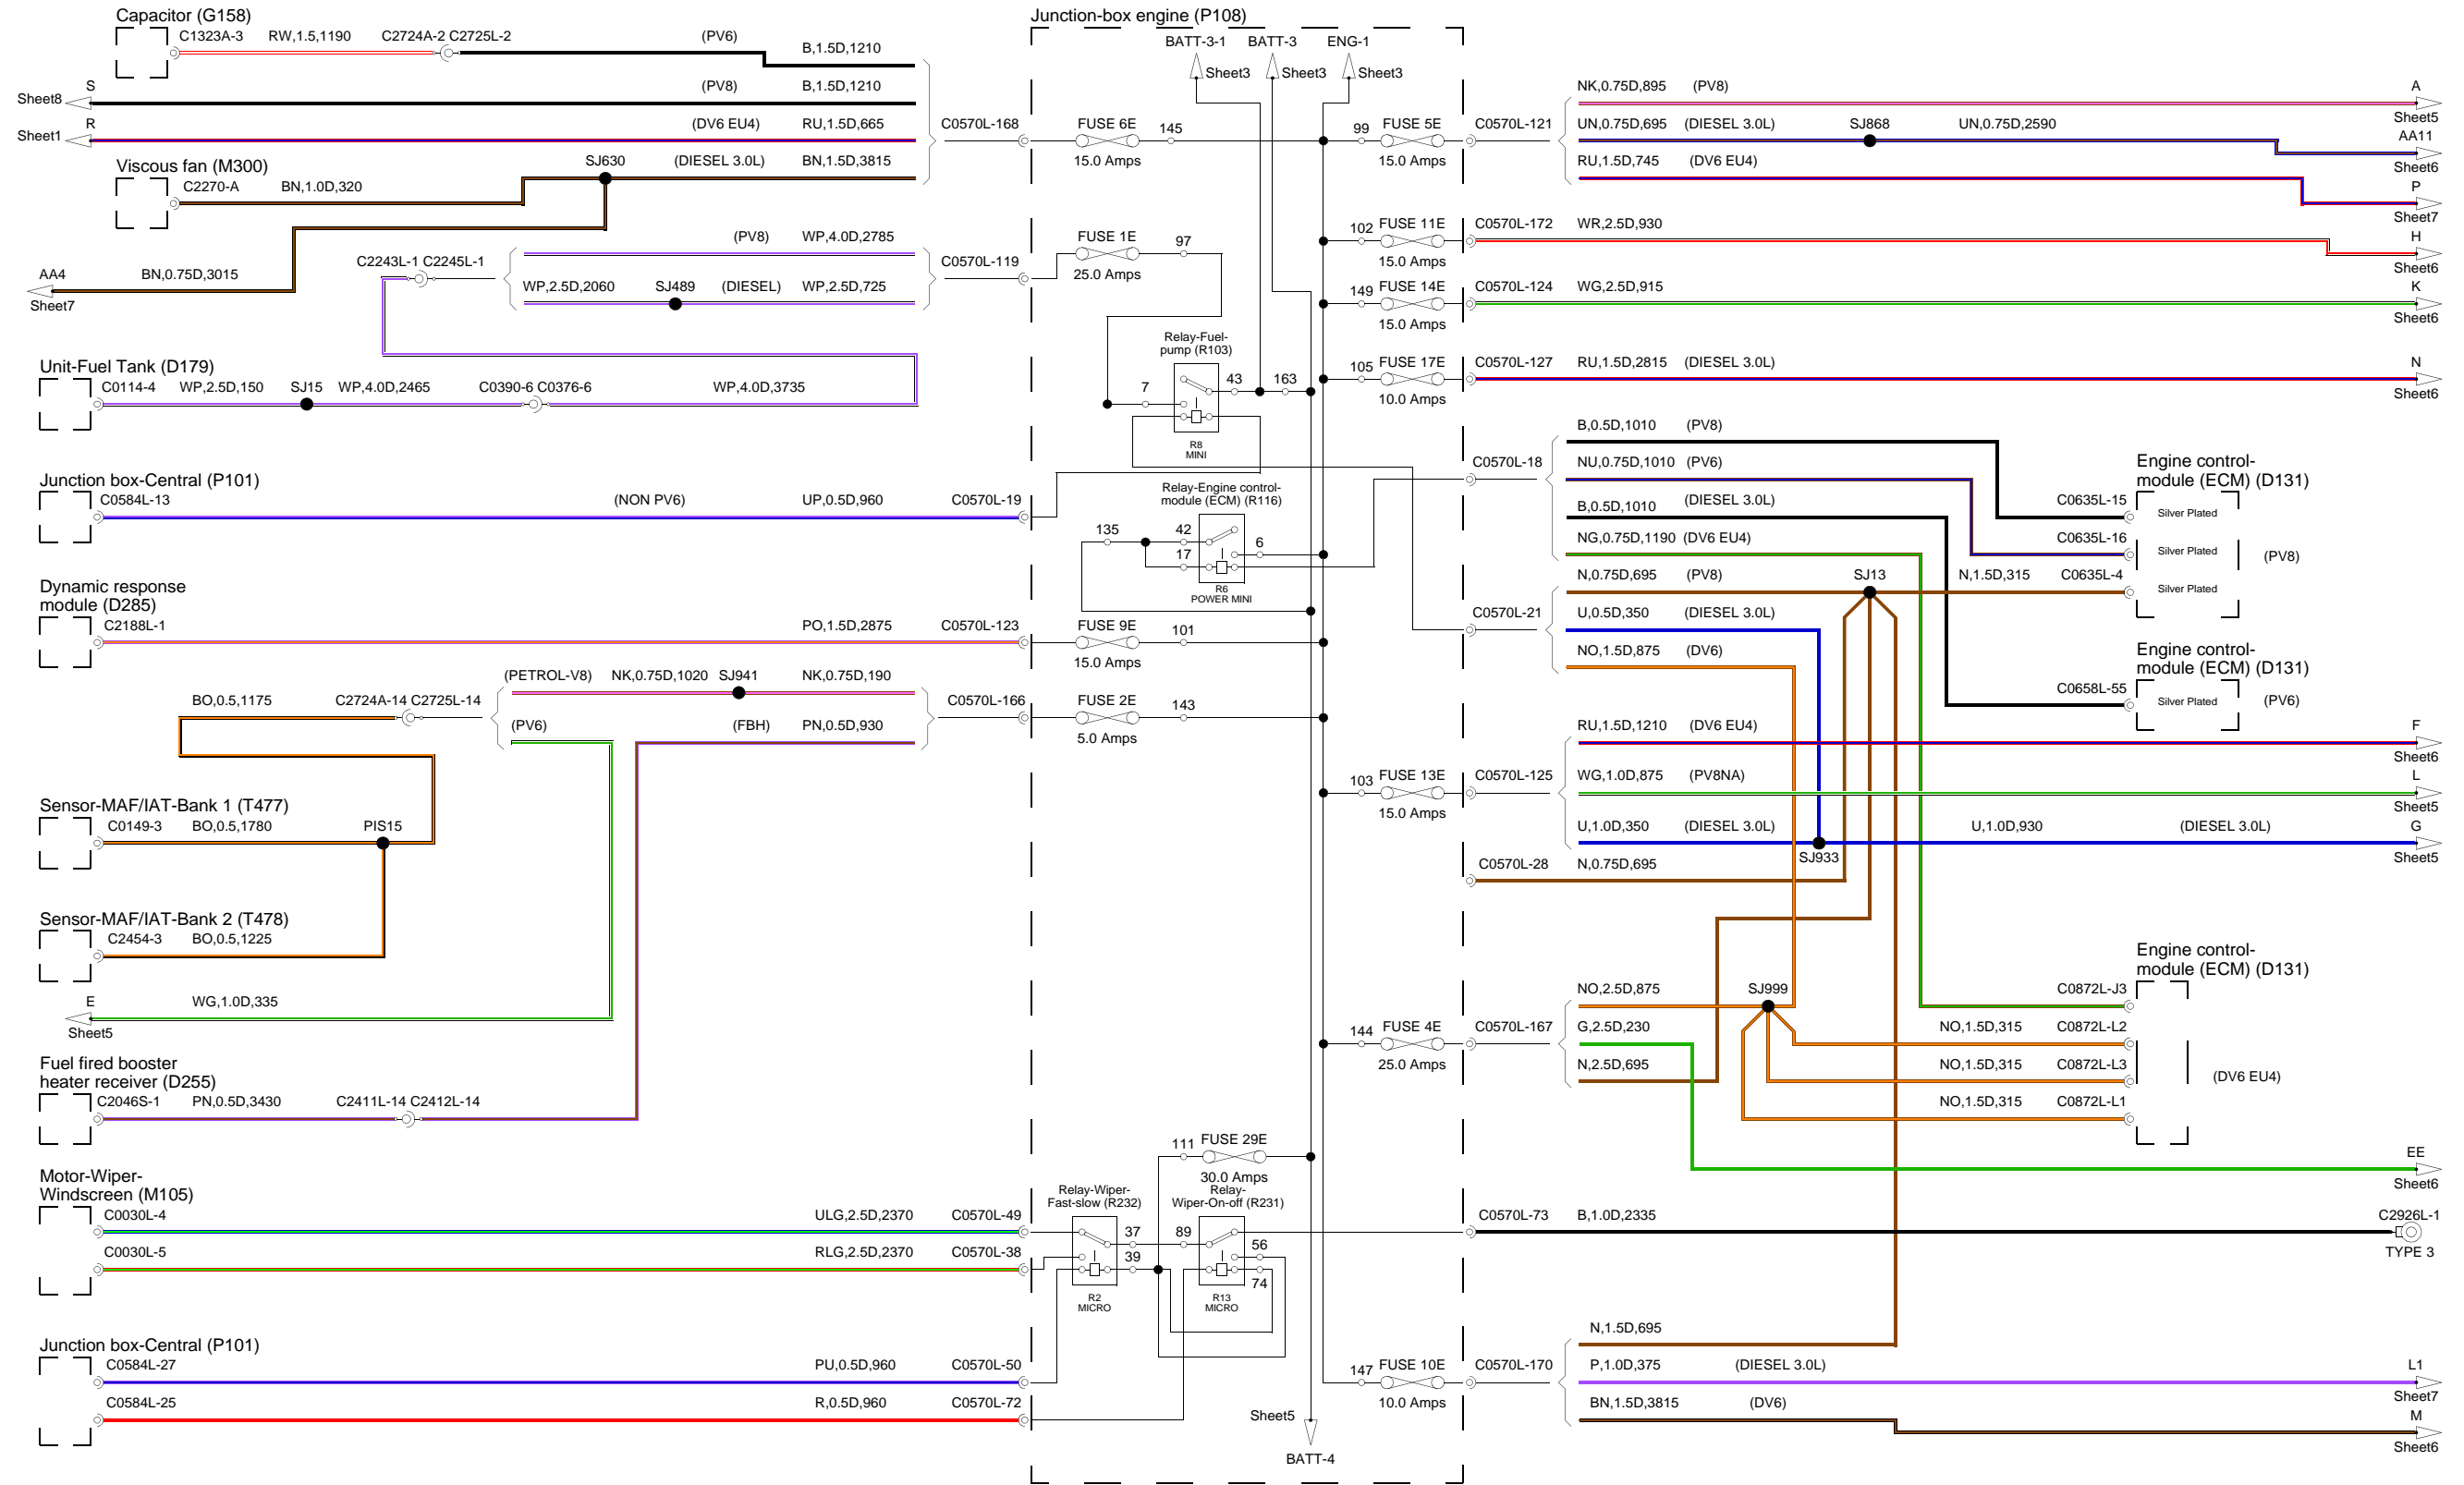 Capacitor (G158)
C1323A-3
RW,1.5,1190
C2724A-2 C2725L-2
(PV6)
B,1.5D,1210
S
Sheet8
(PV8)
B,1.5D,1210
R
Sheet1
(DV6 EU4)
RU,1.5D,665
C0570L-168
Viscous fan (M300)
C2270-A
BN,1.0D,320
SJ630
(DIESEL 3.0L)
BN,1.5D,3815
AA4
Sheet7
BN,0.75D,3015
C2243L-1 C2245L-1
(PV8)
WP,4.0D,2785
WP,2.5D,2060
SJ489
(DIESEL)
WP,2.5D,725
C0570L-119
Unit-Fuel Tank (D179)
C0114-4
WP,2.5D,150
SJ15
WP,4.0D,2465
C0390-6 C0376-6
WP,4.0D,3735
Junction box-Central (P101)
C0584L-13
(NON PV6)
UP,0.5D,960
C0570L-19
Dynamic response
module (D285)
C2188L-1
PO,1.5D,2875
C0570L-123
BO,0.5,1175
C2724A-14 C2725L-14
(PETROL-V8)
NK,0.75D,1020
SJ941
NK,0.75D,190
(PV6)
(FBH)
PN,0.5D,930
C0570L-166
Sensor-MAF/IAT-Bank 1 (T477)
C0149-3
BO,0.5,1780
PIS15
Sensor-MAF/IAT-Bank 2 (T478)
C2454-3
BO,0.5,1225
E
Sheet5
WG,1.0D,335
Fuel fired booster
heater receiver (D255)
C2046S-1
PN,0.5D,3430
C2411L-14 C2412L-14
Motor-Wiper-
Windscreen (M105)
C0030L-4
ULG,2.5D,2370
C0570L-49
C0030L-5
RLG,2.5D,2370
C0570L-38
Junction box-Central (P101)
C0584L-27
PU,0.5D,960
C0570L-50
C0584L-25
R,0.5D,960
C0570L-72
Junction-box engine (P108)
BATT-3-1
BATT-3
ENG-1
Sheet3
Sheet3
Sheet3
FUSE 6E
145
15.0 Amps
99
FUSE 5E
15.0 Amps
FUSE 1E
97
25.0 Amps
102
FUSE 11E
15.0 Amps
149
FUSE 14E
15.0 Amps
Relay-Fuel-
pump (R103)
7
43
163
R8
MINI
105
FUSE 17E
10.0 Amps
Relay-Engine control-
module (ECM) (R116)
135
42
17
6
R6
POWER MINI
FUSE 9E
101
15.0 Amps
FUSE 2E
143
5.0 Amps
103
FUSE 13E
15.0 Amps
144
FUSE 4E
25.0 Amps
111
FUSE 29E
30.0 Amps
Relay-Wiper-
Fast-slow (R232)
Relay-
Wiper-On-off (R231)
37
39
89
56
74
R2
MICRO
R13
MICRO
147
FUSE 10E
10.0 Amps
Sheet5
BATT-4
C0570L-121
NK,0.75D,895
(PV8)
A
Sheet5
UN,0.75D,695
(DIESEL 3.0L)
SJ868
UN,0.75D,2590
AA11
Sheet6
RU,1.5D,745
(DV6 EU4)
P
Sheet7
C0570L-172
WR,2.5D,930
H
Sheet6
C0570L-124
WG,2.5D,915
K
Sheet6
C0570L-127
RU,1.5D,2815
(DIESEL 3.0L)
N
Sheet6
C0570L-18
B,0.5D,1010
(PV8)
NU,0.75D,1010
(PV6)
B,0.5D,1010
(DIESEL 3.0L)
NG,0.75D,1190
(DV6 EU4)
Engine control-
module (ECM) (D131)
C0635L-15
Silver Plated
C0635L-16
Silver Plated
(PV8)
C0635L-4
Silver Plated
C0570L-21
N,0.75D,695
(PV8)
SJ13
N,1.5D,315
U,0.5D,350
(DIESEL 3.0L)
NO,1.5D,875
(DV6)
Engine control-
module (ECM) (D131)
C0658L-55
Silver Plated
(PV6)
C0570L-125
RU,1.5D,1210
(DV6 EU4)
F
Sheet6
WG,1.0D,875
(PV8NA)
L
Sheet5
U,1.0D,350
(DIESEL 3.0L)
SJ933
U,1.0D,930
(DIESEL 3.0L)
G
Sheet5
C0570L-28
N,0.75D,695
Engine control-
module (ECM) (D131)
C0570L-167
NO,2.5D,875
SJ999
C0872L-J3
G,2.5D,230
NO,1.5D,315
C0872L-L2
N,2.5D,695
NO,1.5D,315
C0872L-L3
(DV6 EU4)
NO,1.5D,315
C0872L-L1
EE
Sheet6
C0570L-73
B,1.0D,2335
C2926L-1
TYPE 3
C0570L-170
N,1.5D,695
P,1.0D,375
(DIESEL 3.0L)
L1
Sheet7
BN,1.5D,3815
(DV6)
M
Sheet6